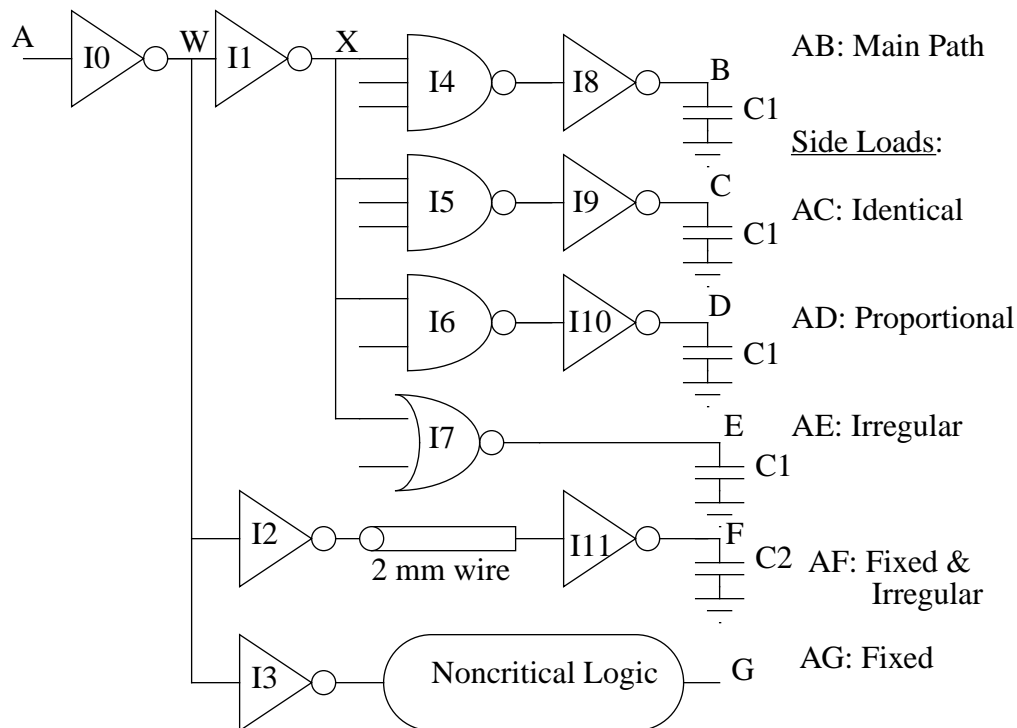 A
I0
W
I1
X
I4
I8
B
C1
AB: Main Path
Side Loads:
I5
I9
C
C1
AC: Identical
I6
I10
D
C1
AD: Proportional
I7
E
C1
AE: Irregular
I2
2 mm wire
I11
F
C2
AF: Fixed &
Irregular
I3
Noncritical Logic
G
AG: Fixed